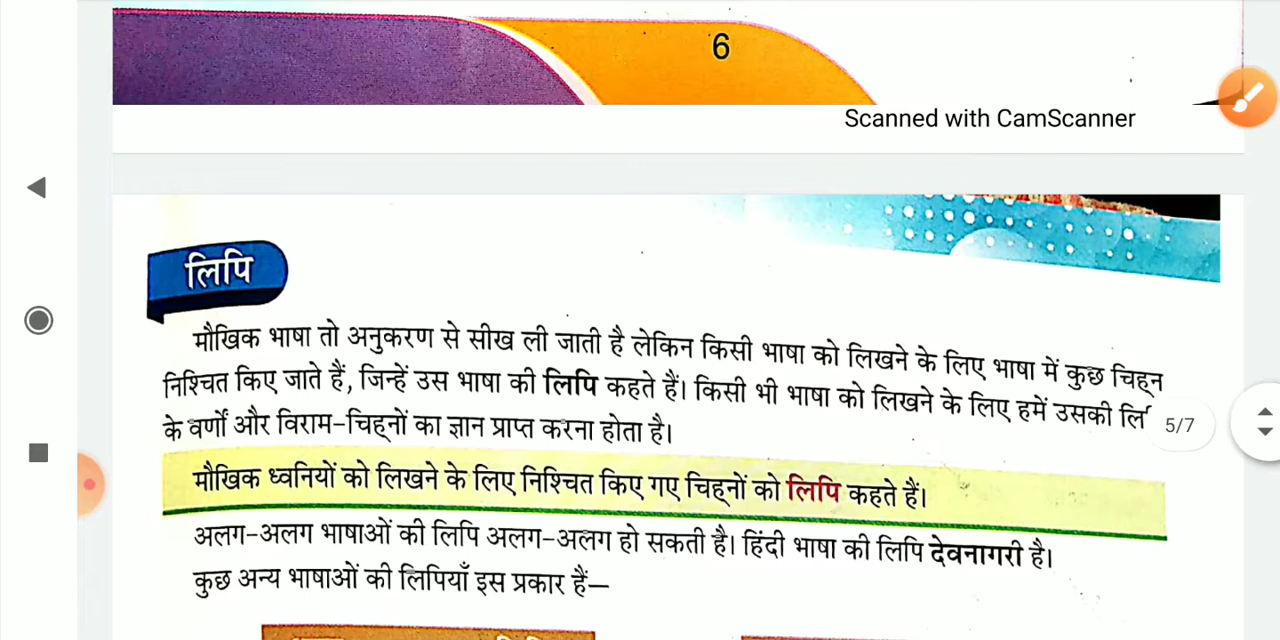 6
Scanned with CamScanner
लिपि
मौखिक भाषा तो अनुकरण से सीख ली जाती है लेकिन किसी भाषा को लिखने के लिए भाषा में कुछ चिह्न
निश्चित किए जाते हैं, जिन्हें उस भाषा की लिपि कहते हैं। किसी भी भाषा को लिखने के लिए हमें उसकी
5/7
के वर्णों और विराम-चिह्नों का ज्ञान प्राप्त करना होता है।
मौखिक ध्वनियों को लिखने के लिए निश्चित किए गए चिह्नों को लिपि कहते हैं।
अलग-अलग भाषाओं की लिपि अलग-अलग हो सकती है। हिंदी भाषा की लिपि देवनागरी है।
कुछ अन्य भाषाओं की लिपियाँ इस प्रकार हैं—